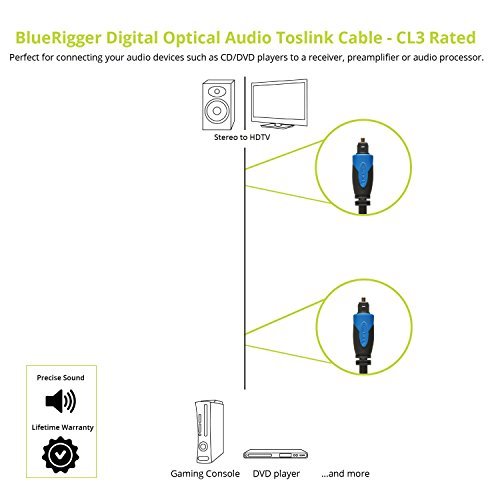 BlueRigger Digital Optical Audio Toslink Cable - CL3 Rated
Perfect for connecting your audio devices such as CD/DVD players to a receiver, preamplifier or audio processor.
Stereo to HDTV
Precise Sound
Lifetime Warranty
Gaming Console
DVD player
...and more